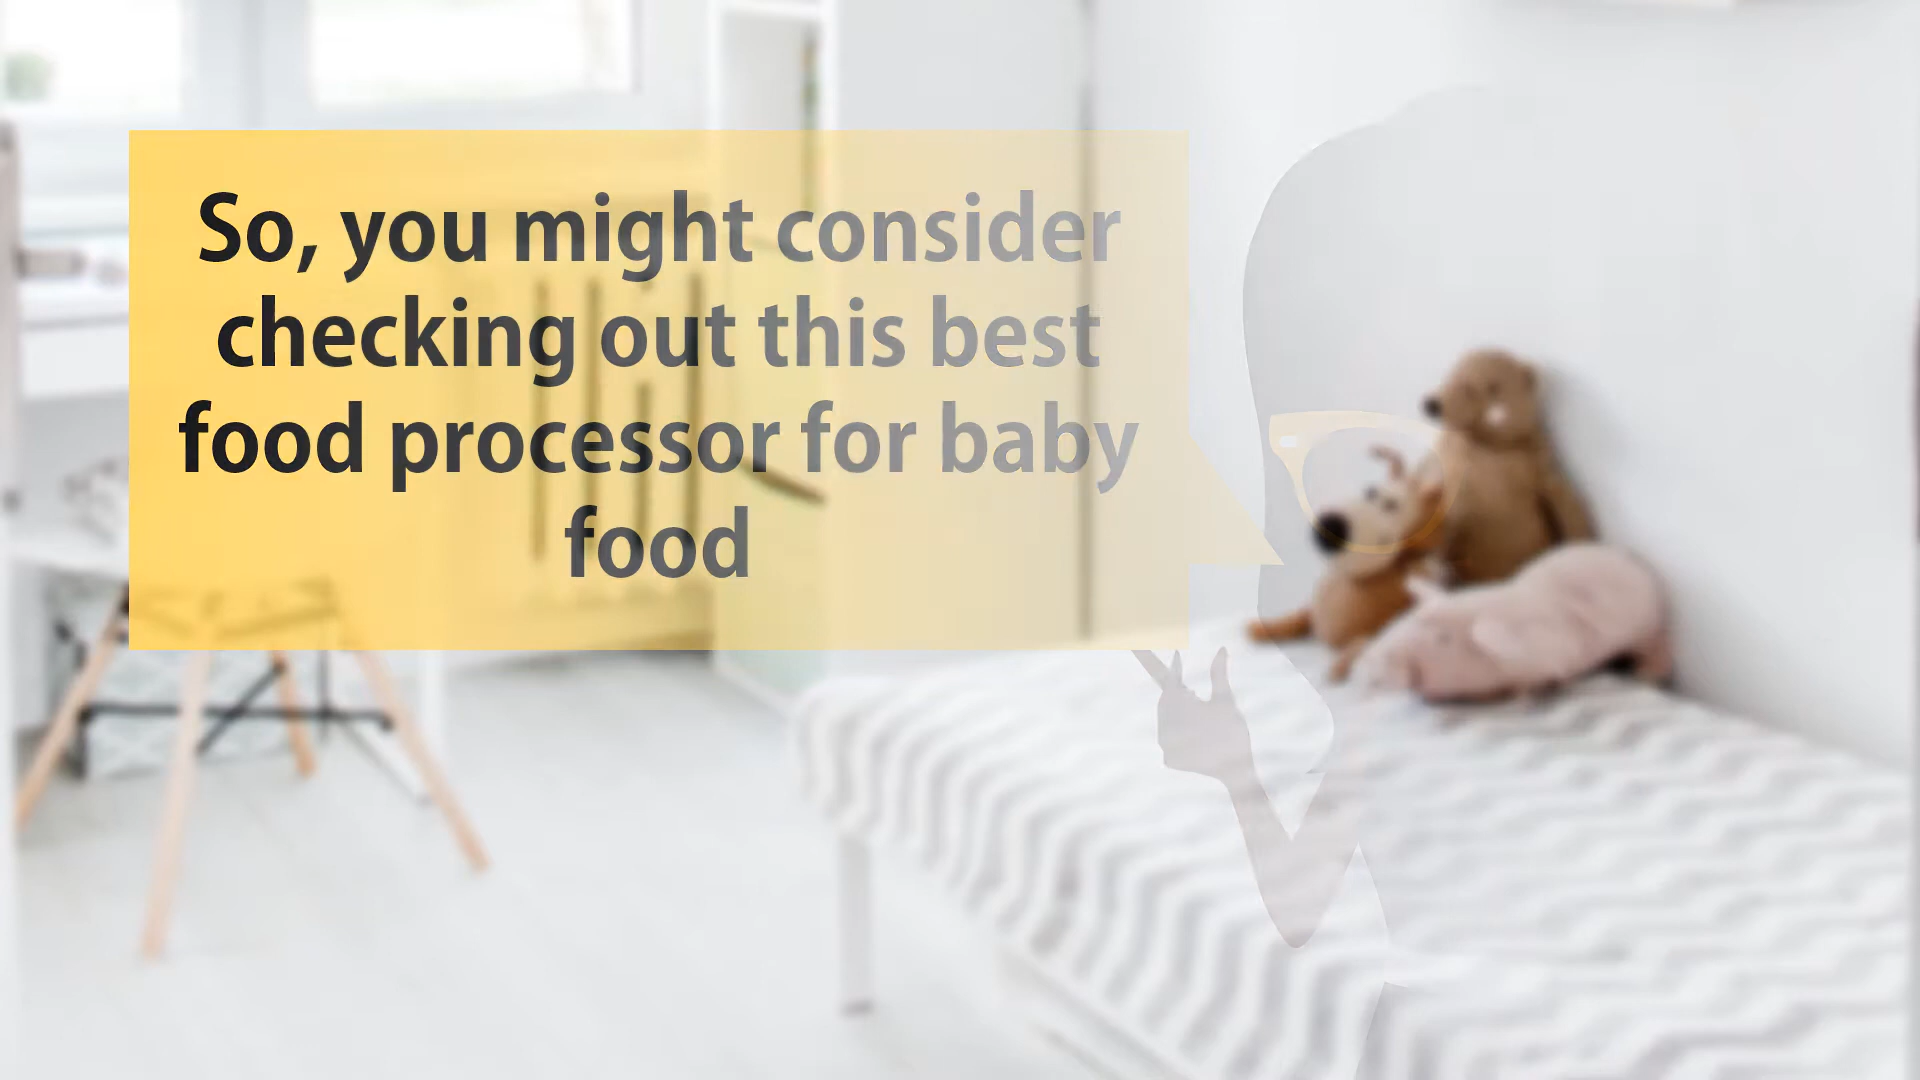 So, you might consider
checking out this best
food processor for baby
food